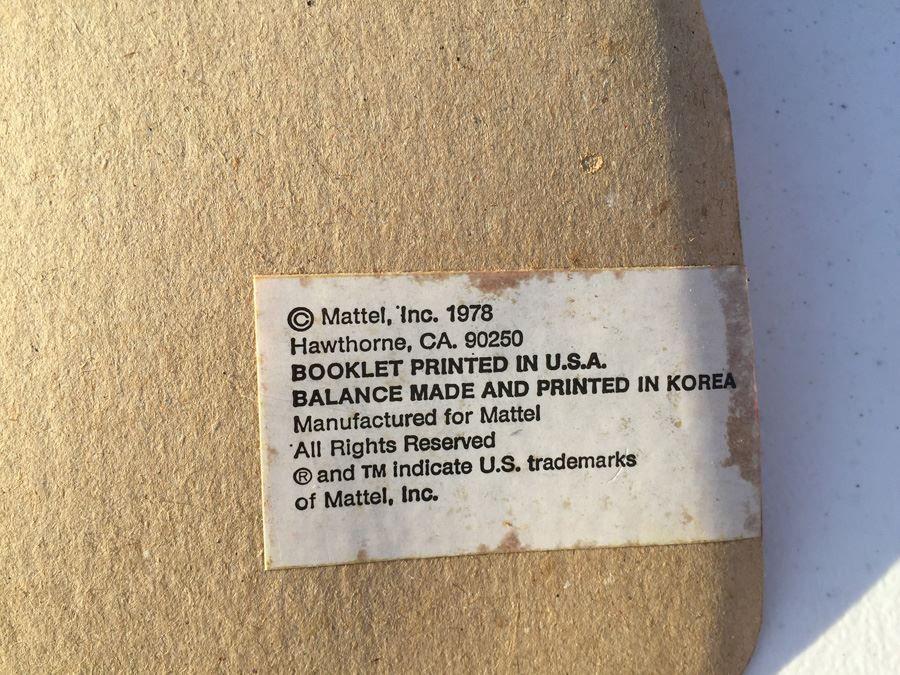 © Mattel, Inc. 1978
Hawthorne, CA. 90250
BOOKLET PRINTED IN U.S.A.
BALANCE MADE AND PRINTED IN KOREA
Manufactured for Mattel
All Rights Reserved
® and TM indicate U.S. trademarks
of Mattel, Inc.